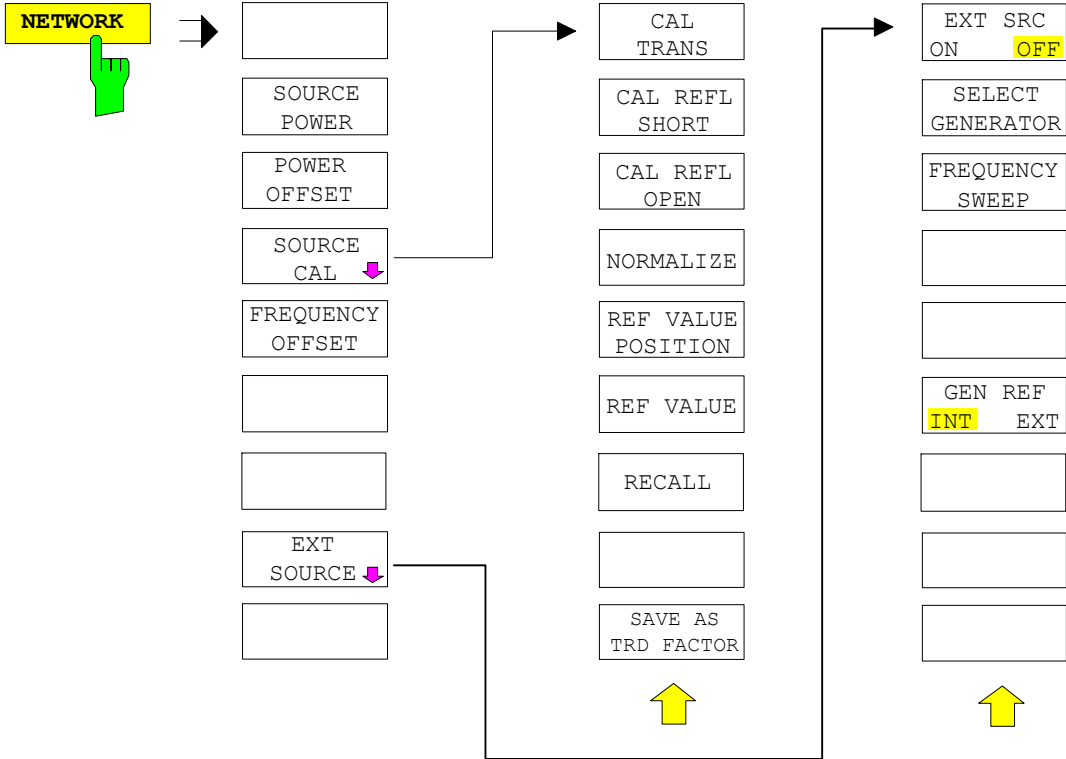 NETWORK
SOURCE
POWER
POWER
OFFSET
SOURCE
CAL
FREQUENCY
OFFSET
EXT
SOURCE
CAL
TRANS
CAL REFL
SHORT
CAL REFL
OPEN
NORMALIZE
REF VALUE
POSITION
REF VALUE
RECALL
SAVE AS
TRD FACTOR
EXT SRC
ON OFF
SELECT
GENERATOR
FREQUENCY
SWEEP
GEN REF
INT EXT